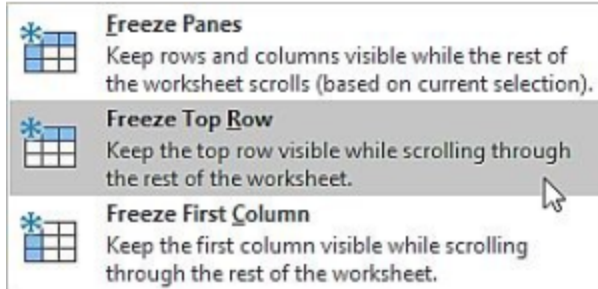 Freeze Panes
Keep rows and columns visible while the rest of
the worksheet scrolls (based on current selection).
Freeze Top Row
Keep the top row visible while scrolling through
the rest of the worksheet.
Freeze First Column
Keep the first column visible while scrolling
through the rest of the worksheet.